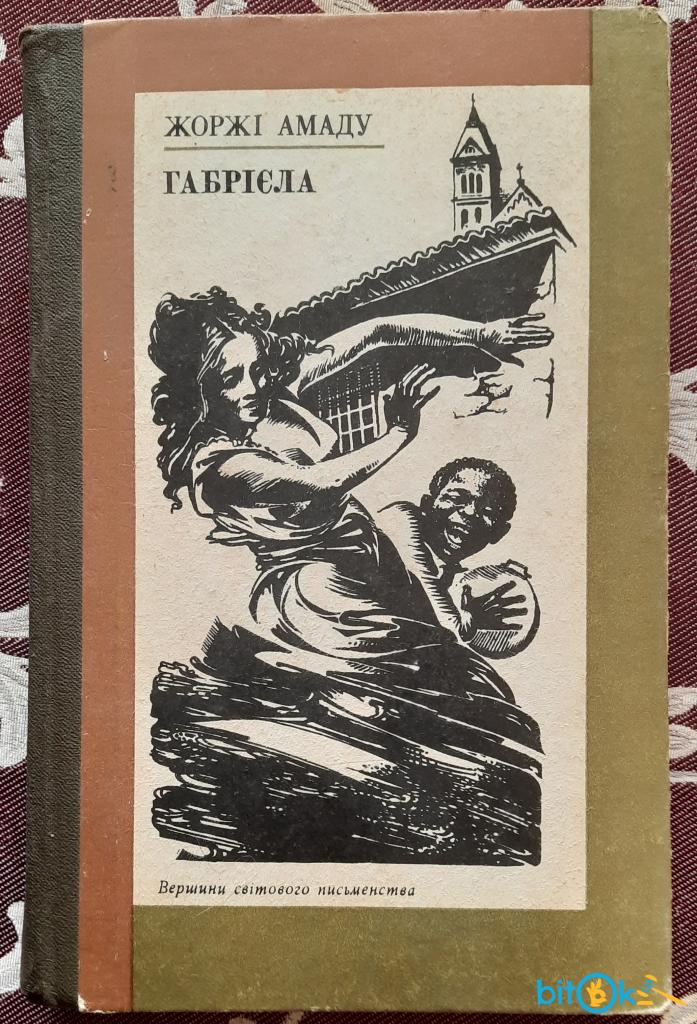 ЖОРЖІ АМАДУ
ГАБРІЄЛА
Вершини світового письменства
bitOk